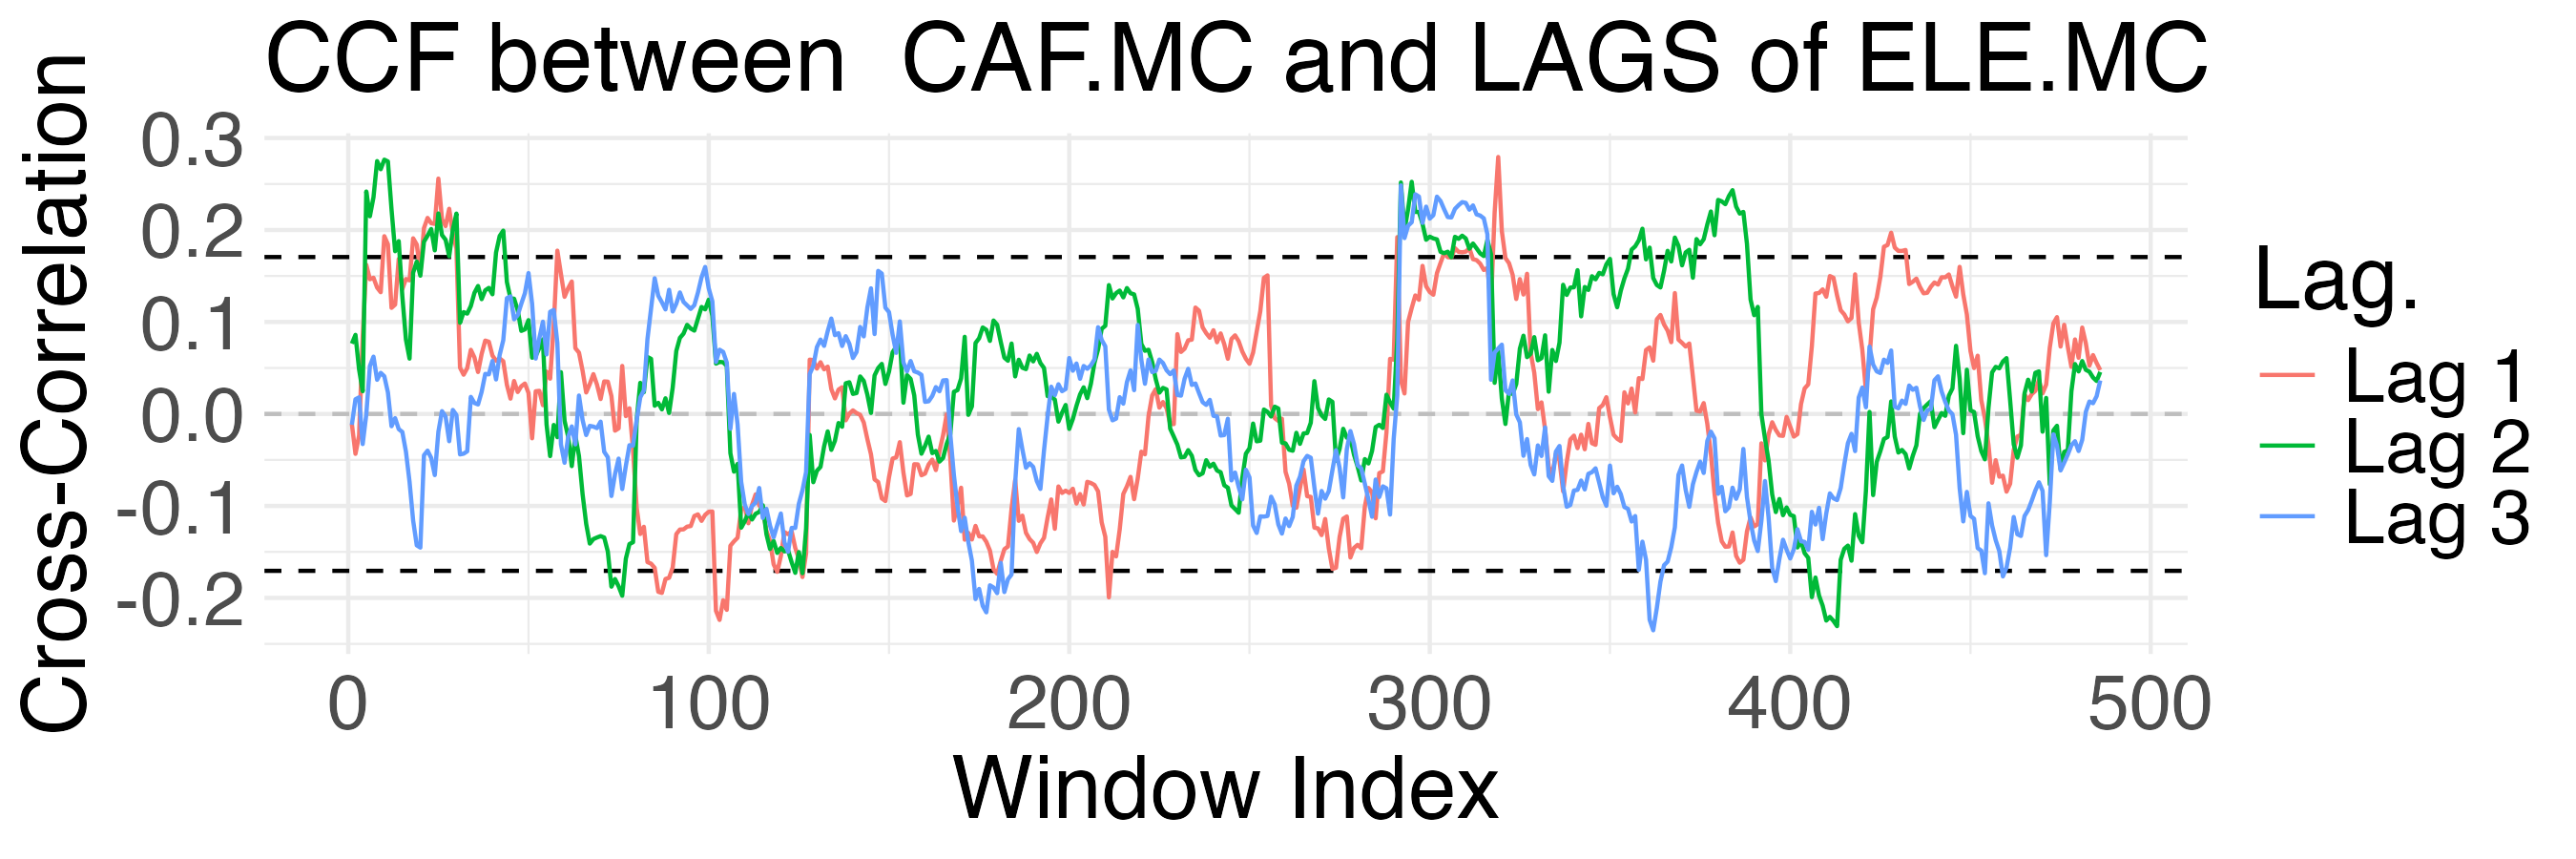 CCF between  CAF.MC and LAGS of ELE.MC
Cross-Correlation
0.3
0.2
0.1
0.0
-0.1
-0.2
0 100 200 300 400 500
Window Index
Lag.
Lag 1
Lag 2
Lag 3